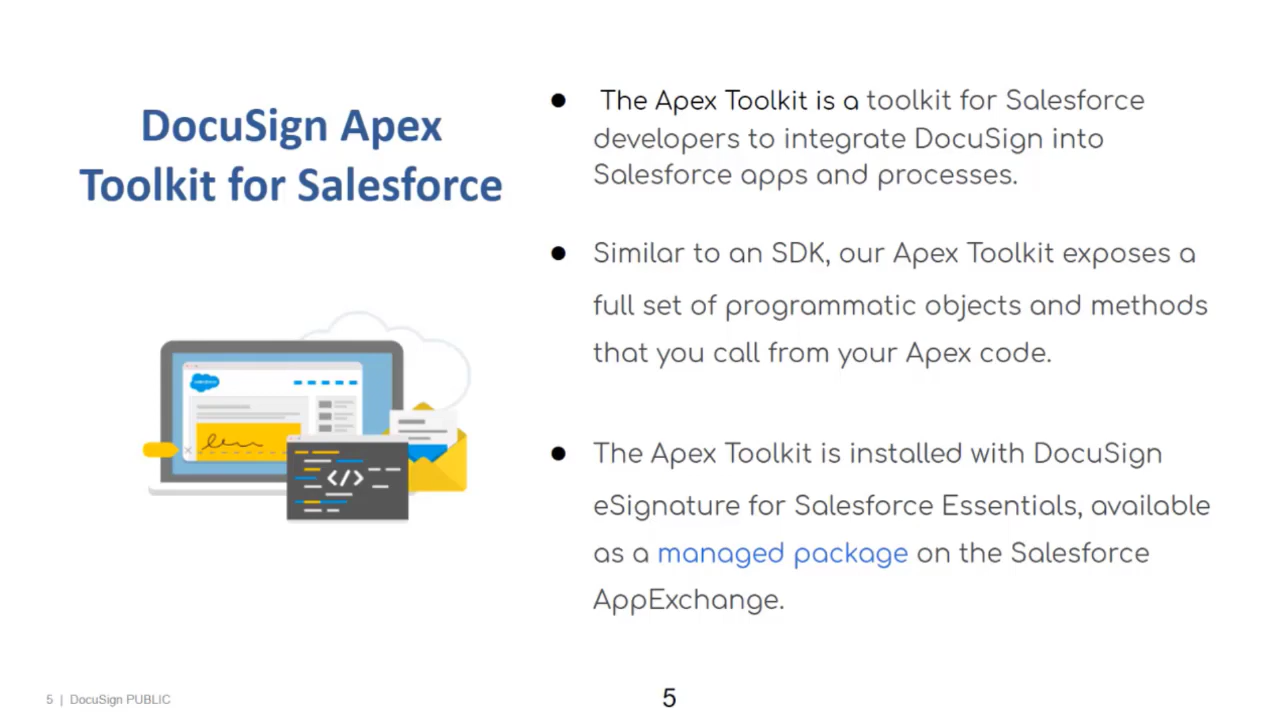 DocuSign Apex
Toolkit for Salesforce
● The Apex Toolkit is a toolkit for Salesforce
developers to integrate DocuSign into
Salesforce apps and processes.
● Similar to an SDK, our Apex Toolkit exposes a
full set of programmatic objects and methods
that you call from your Apex code.
● The Apex Toolkit is installed with DocuSign
eSignature for Salesforce Essentials, available
as a managed package on the Salesforce
AppExchange.
salesforce
</>
5 | DocuSign PUBLIC
5